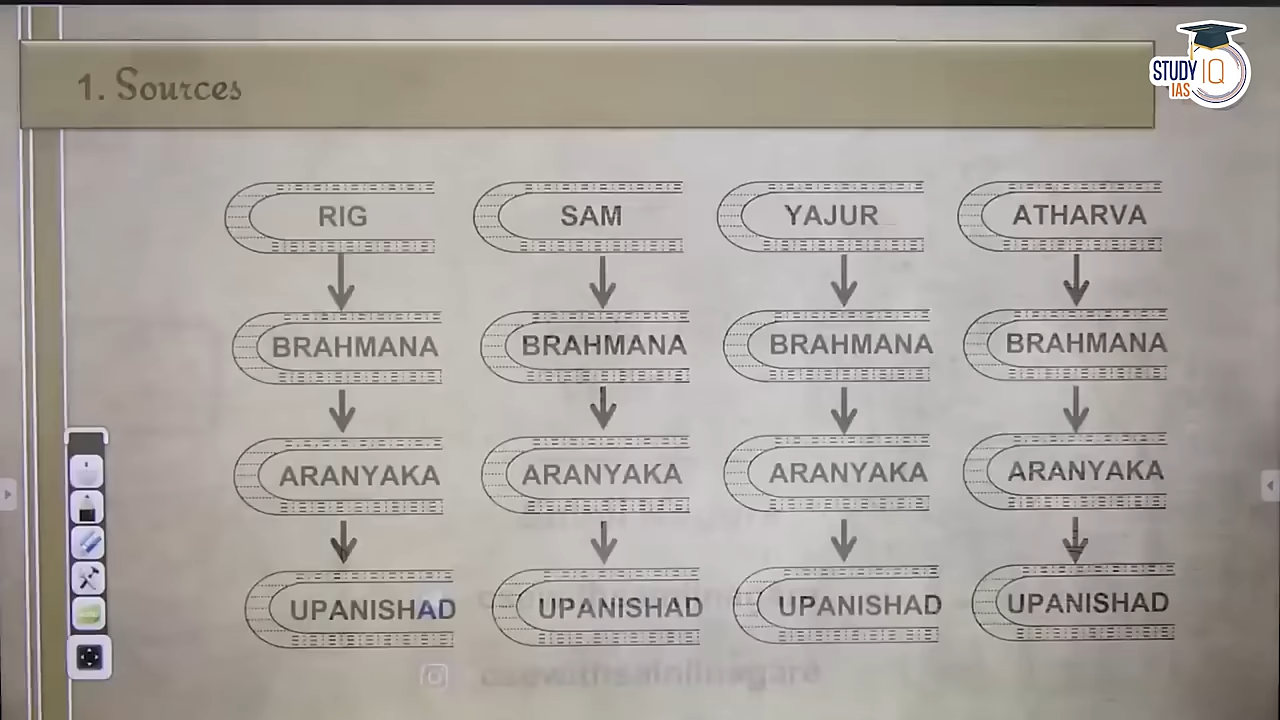 1. Sources
STUDY IQ
IAS
RIG SAM YAJUR ATHARVA
BRAHMANA BRAHMANA BRAHMANA BRAHMANA
ARANYAKA ARANYAKA ARANYAKA ARANYAKA
UPANISHAD UPANISHAD UPANISHAD UPANISHAD